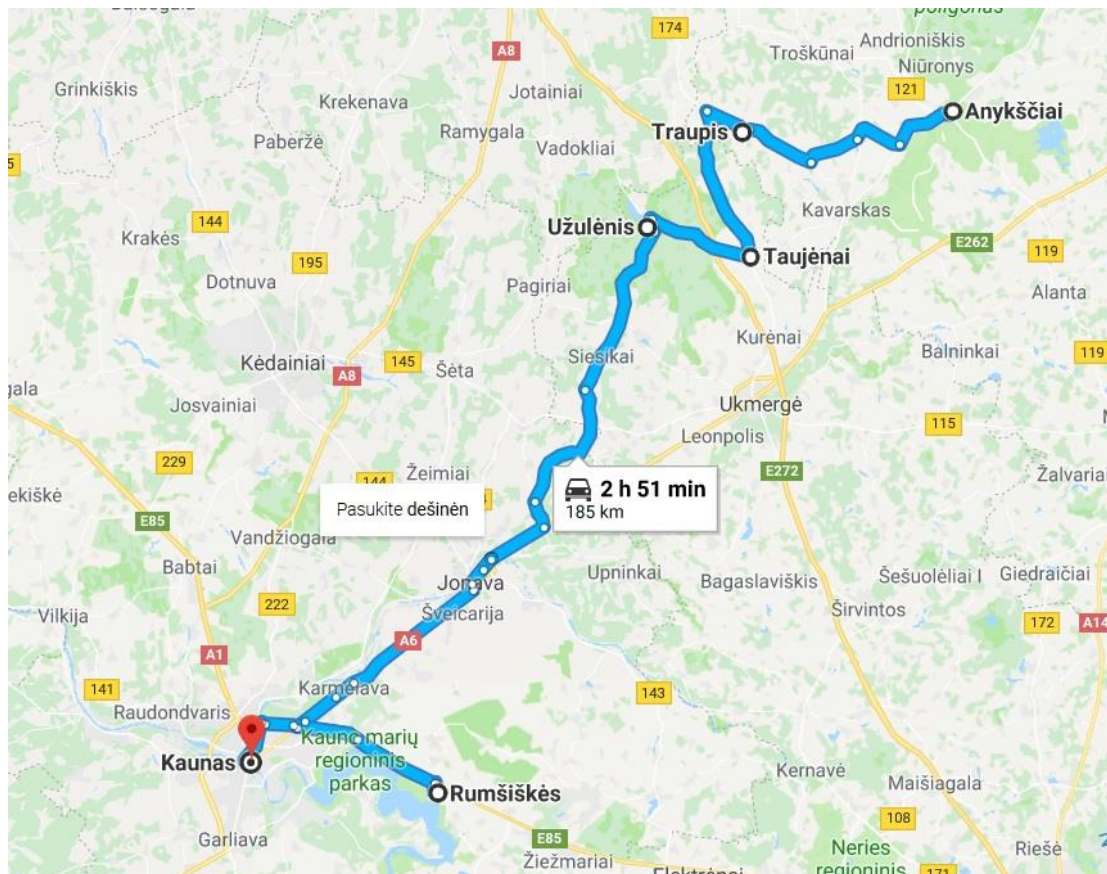 poligonas
174
Troškūnai
Andrioniškis
Niūronys
A8
Grinkiškis
Krekenava
Jotainiai
121
Anykščiai
Ramygala
Traupis
Paberžė
Vadokliai
Kavarskas
144
Užulėnis
Krakės
Taujėnai
E262
119
195
Dotnuva
Pagiriai
Alanta
Kurėnai
Siesikai
Balninkai
119
Kėdainiai
145
Šėta
A8
Josvainiai
Ukmergė
115
Leonpolis
229
Žeimiai
E272
144
2 h 51 min
185 km
Pasukite dešinėn
E85
Vandžiogala
Babtai
Jonava
Upninkai
Bagaslaviškis
Šešuolėliai I
Giedraičiai
222
Vilkija
Šveicarija
Širvintos
172
A14
A6
A1
141
Karmėlava
143
Raudondvaris
Kauno marių
regioninis
parkas
Kaunas
Rumšiškės
Kernavė
Maišiagala
108
Garliava
E85
Neries
regioninis
Riešė
Žiežmariai
Elektrėnai
171